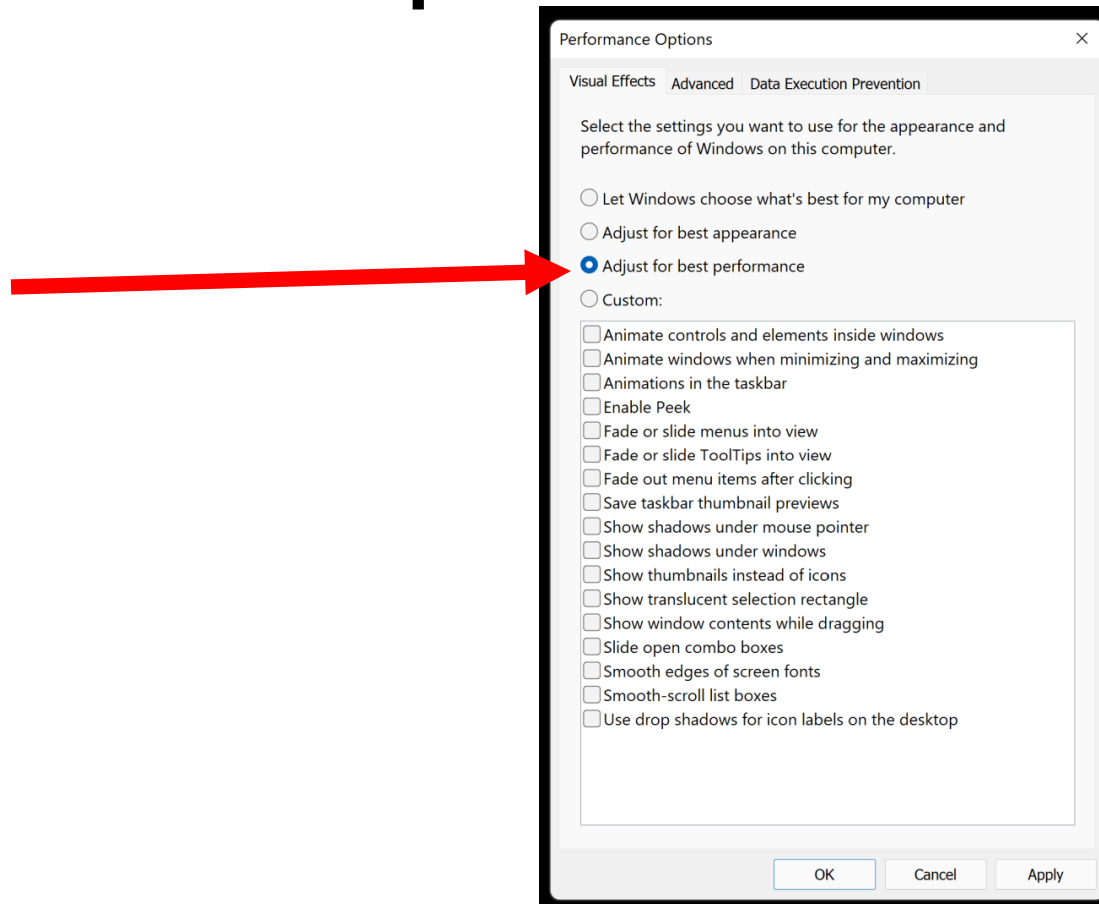 Performance Options
Visual Effects
Advanced
Data Execution Prevention
Select the settings you want to use for the appearance and
performance of Windows on this computer.
Let Windows choose what's best for my computer
Adjust for best appearance
Adjust for best performance
Custom:
Animate controls and elements inside windows
Animate windows when minimizing and maximizing
Animations in the taskbar
Enable Peek
Fade or slide menus into view
Fade or slide ToolTips into view
Fade out menu items after clicking
Save taskbar thumbnail previews
Show shadows under mouse pointer
Show shadows under windows
Show thumbnails instead of icons
Show translucent selection rectangle
Show window contents while dragging
Slide open combo boxes
Smooth edges of screen fonts
Smooth-scroll list boxes
Use drop shadows for icon labels on the desktop
OK
Cancel
Apply